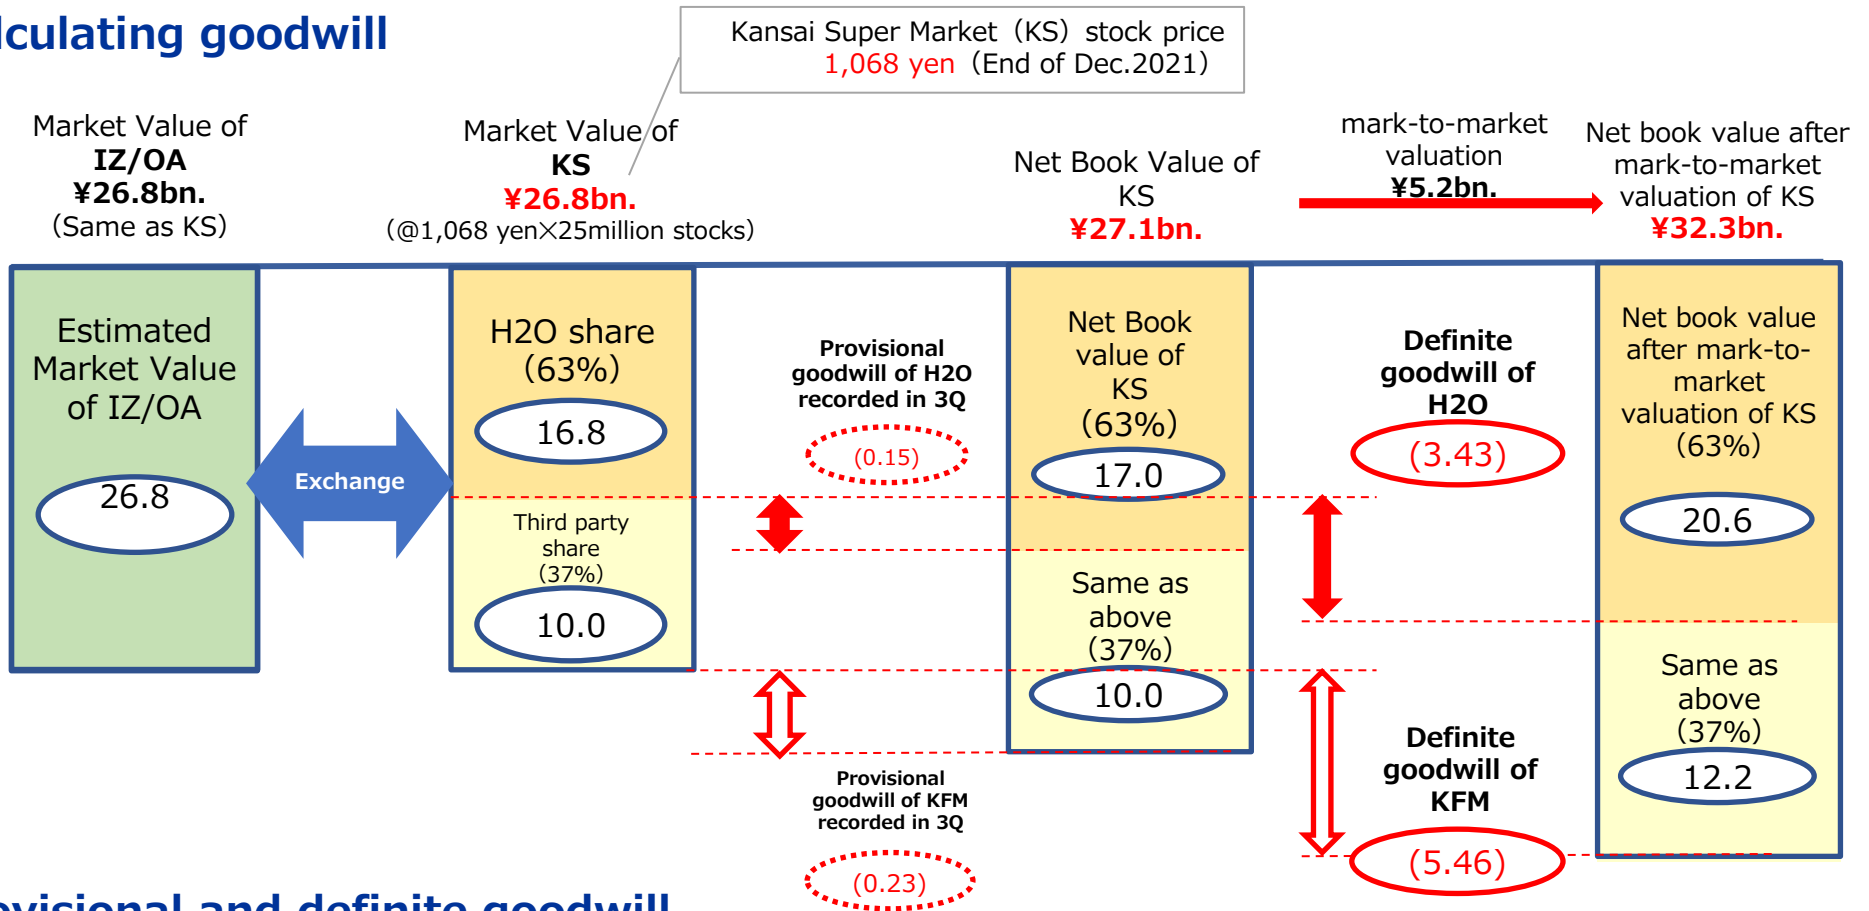 lculating goodwill
Kansai Super Market（KS）stock price
1,068 yen（End of Dec.2021）
Market Value of
IZ/OA
¥26.8bn.
（Same as KS）
Market Value of
KS
¥26.8bn.
（@1,068 yen×25million stocks）
Net Book Value of
KS
¥27.1bn.
mark-to-market
valuation
¥5.2bn.
Net book value after
mark-to-market
valuation of KS
¥32.3bn.
Estimated
Market Value
of IZ/OA
26.8
Exchange
H2O share
（63%）
16.8
Third party
share
（37%）
10.0
Provisional
goodwill of H2O
recorded in 3Q
(0.15)
Provisional
goodwill of KFM
recorded in 3Q
(0.23)
Net Book
value of
KS
（63%）
17.0
Same as
above
（37%）
10.0
Definite
goodwill of
H2O
(3.43)
Definite
goodwill of
KFM
(5.46)
Net book value
after mark-to-
market
valuation of KS
（63%）
20.6
Same as
above
（37%）
12.2
ovisional and definite goodwill